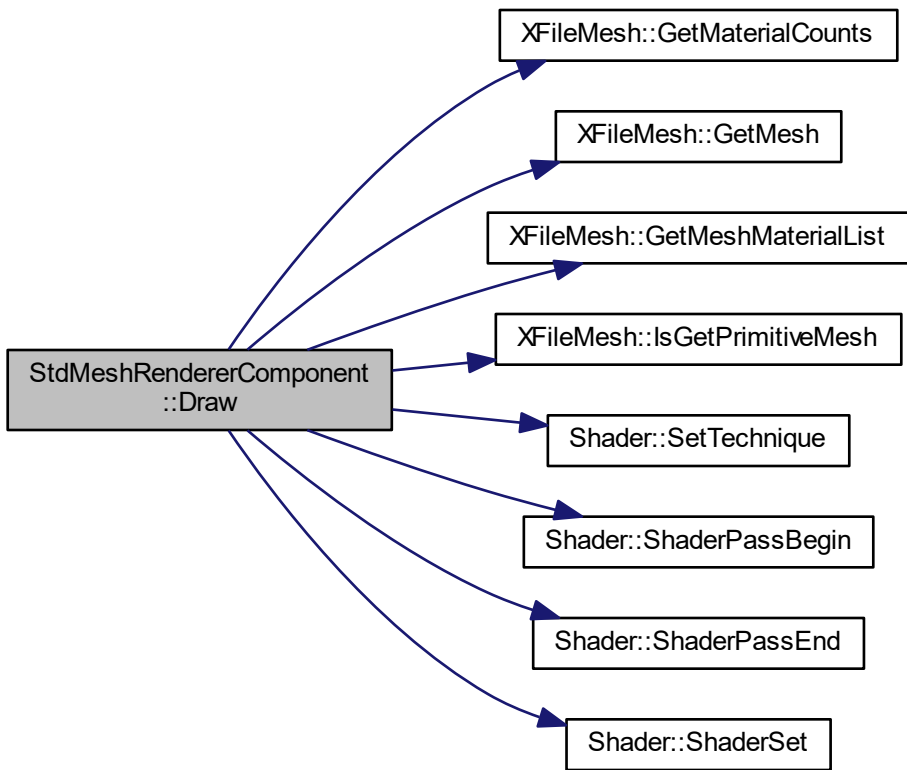 XFileMesh::GetMaterialCounts
XFileMesh::GetMesh
XFileMesh::GetMeshMaterialList
XFileMesh::IsGetPrimitiveMesh
StdMeshRendererComponent
::Draw
Shader::SetTechnique
Shader::ShaderPassBegin
Shader::ShaderPassEnd
Shader::ShaderSet